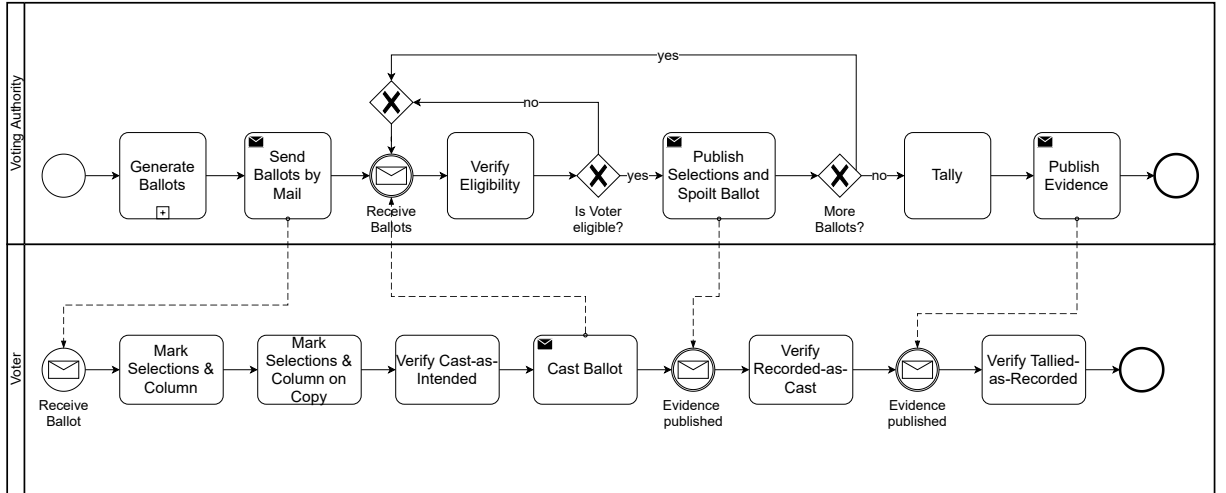 Voting Authority
yes
no
Generate
Ballots
Send
Ballots by
Mail
Receive
Ballots
Verify
Eligibility
Is Voter
eligible?
yes
Publish
Selections and
Spoilt Ballot
More
Ballots?
no
Tally
Publish
Evidence
Voter
Receive
Ballot
Mark
Selections &
Column
Mark
Selections &
Column on
Copy
Verify Cast-as-
Intended
Cast Ballot
Evidence
published
Verify
Recorded-as-
Cast
Evidence
published
Verify Tallied-
as-Recorded